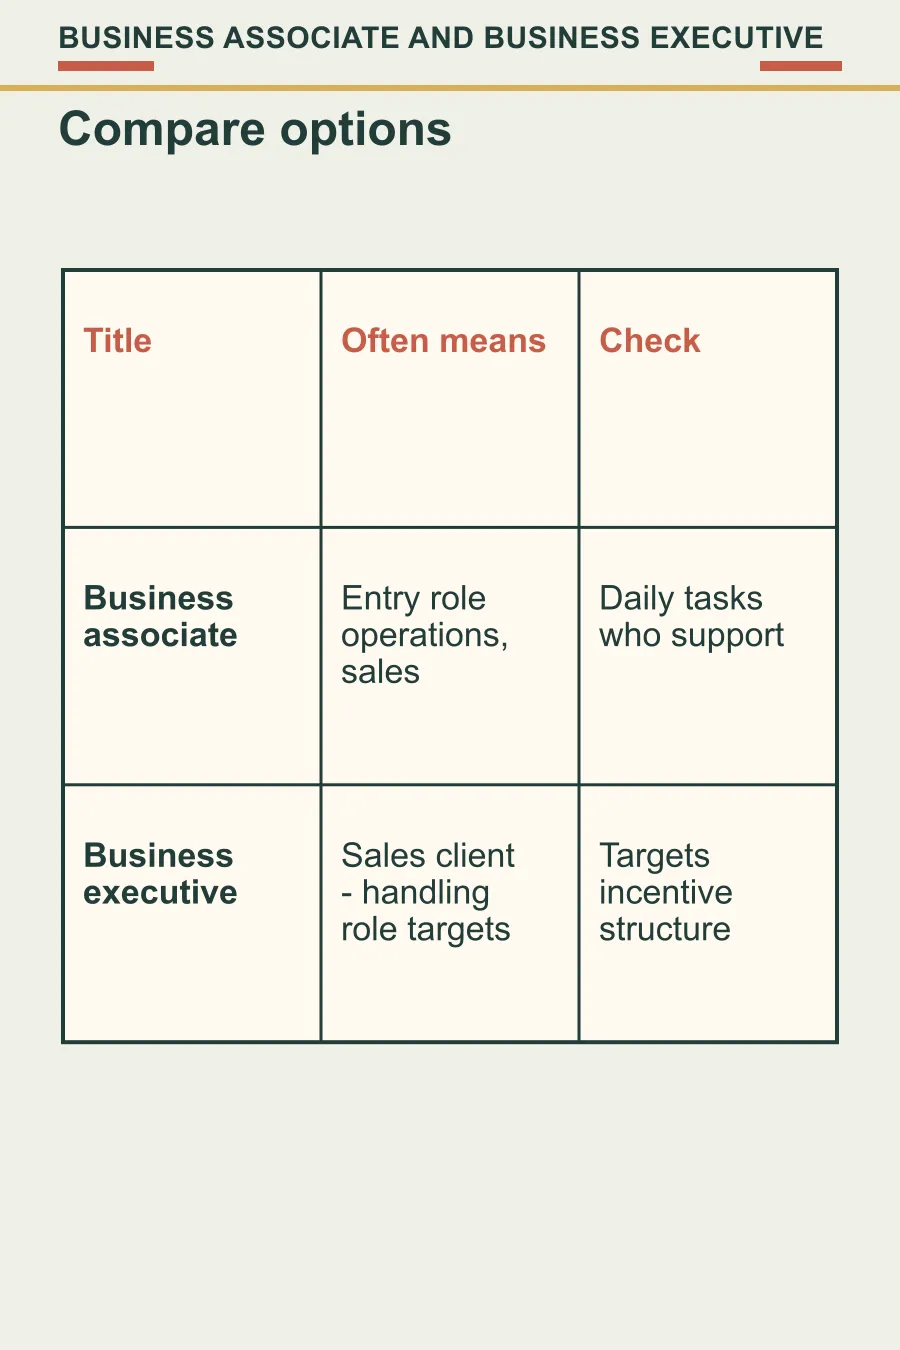 BUSINESS ASSOCIATE AND BUSINESS EXECUTIVE
Compare options
Title
Often means
Check
Business
associate
Entry role
operations,
sales
Daily tasks
who support
Business
executive
Sales client
- handling
role targets
Targets
incentive
structure